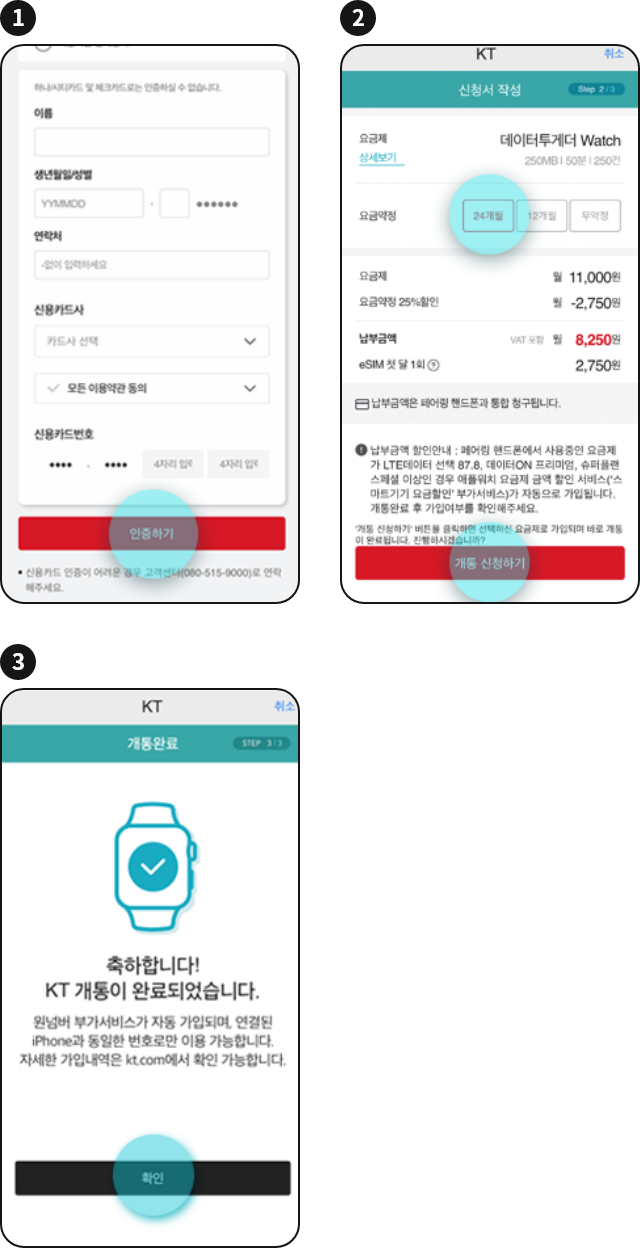 1
하나/시티카드 및 체크카드로는 인증하실 수 없습니다.
이름
생년월일/성별
YYMMDD
-
●●●●●●
연락처
-없이 입력하세요
신용카드사
카드사 선택
모든 이용약관 동의
신용카드번호
●●●● - ●●●● 4자리 입력 4자리 입력
인증하기
• 신용카드 인증이 어려운 경우 고객센터(080-515-9000)로 연락
해주세요.
2
KT 취소
신청서 작성 Step 2 / 3
요금제 데이터투게더 Watch
상세보기 250MB I 50분 I 250건
요금약정 24개월 12개월 무약정
요금제 월 11,000원
요금약정 25%할인 월 -2,750원
납부금액 VAT 포함 월 8,250원
eSIM 첫 달 1회 ? 2,750원
납부금액은 페어링 핸드폰과 통합 청구됩니다.
! 납부금액 할인안내 : 페어링 핸드폰에서 사용중인 요금제
가 LTE데이터 선택 87.8, 데이터ON 프리미엄, 슈퍼플랜
스페셜 이상인 경우 애플워치 요금제 금액 할인 서비스('스
마트기기 요금할인' 부가서비스)가 자동으로 가입됩니다.
개통완료 후 가입여부를 확인해주세요.
'개통 신청하기' 버튼을 클릭하면 선택하신 요금제로 가입되며 바로 개통
이 완료됩니다. 진행하시겠습니까?
개통 신청하기
3
KT 취소
개통완료 STEP 3 / 3
축하합니다!
KT 개통이 완료되었습니다.
원넘버 부가서비스가 자동 가입되며, 연결된
iPhone과 동일한 번호로만 이용 가능합니다.
자세한 가입내역은 kt.com에서 확인 가능합니다.
확인